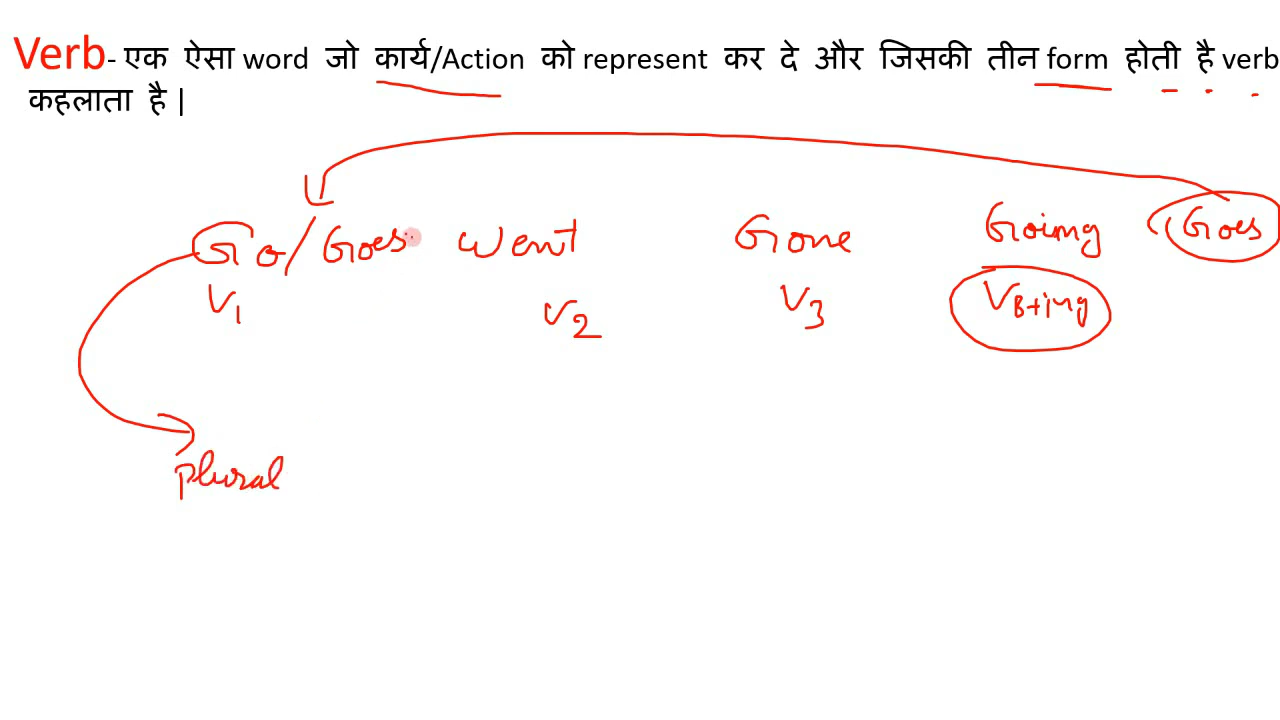 Verb- एक ऐसा word जो कार्य/Action को represent कर दे और जिसकी तीन form होती है verb
कहलाता है |
Go/Goes Went Gone Going Goes
V1 V2 V3 VB+ing
plural